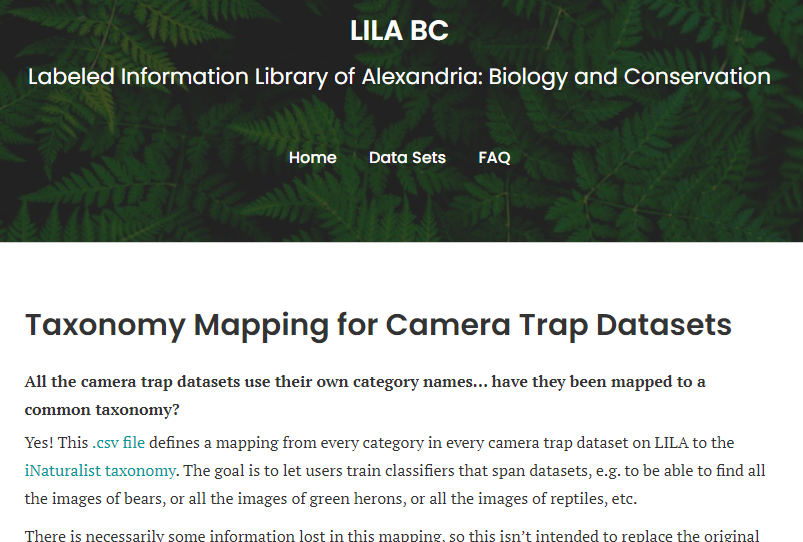 LILA BC
Labeled Information Library of Alexandria: Biology and Conservation
Home Data Sets FAQ
Taxonomy Mapping for Camera Trap Datasets
All the camera trap datasets use their own category names… have they been mapped to a
common taxonomy?
Yes! This .csv file defines a mapping from every category in every camera trap dataset on LILA to the
iNaturalist taxonomy. The goal is to let users train classifiers that span datasets, e.g. to be able to find all
the images of bears, or all the images of green herons, or all the images of reptiles, etc.
There is necessarily some information lost in this mapping, so this isn’t intended to replace the original